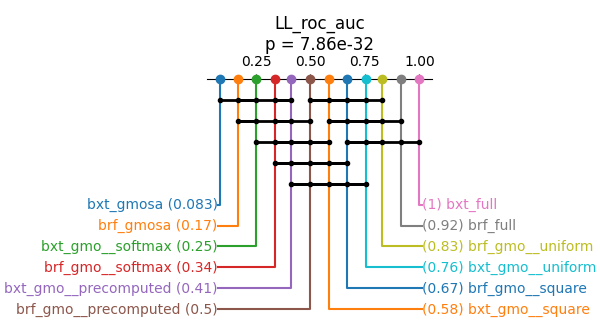 LL_roc_auc
p = 7.86e-32
0.25 0.50 0.75 1.00
bxt_gmosa (0.083) (1) bxt_full
brf_gmosa (0.17) (0.92) brf_full
bxt_gmo__softmax (0.25) (0.83) brf_gmo__uniform
brf_gmo__softmax (0.34) (0.76) bxt_gmo__uniform
bxt_gmo__precomputed (0.41) (0.67) brf_gmo__square
brf_gmo__precomputed (0.5) (0.58) bxt_gmo__square